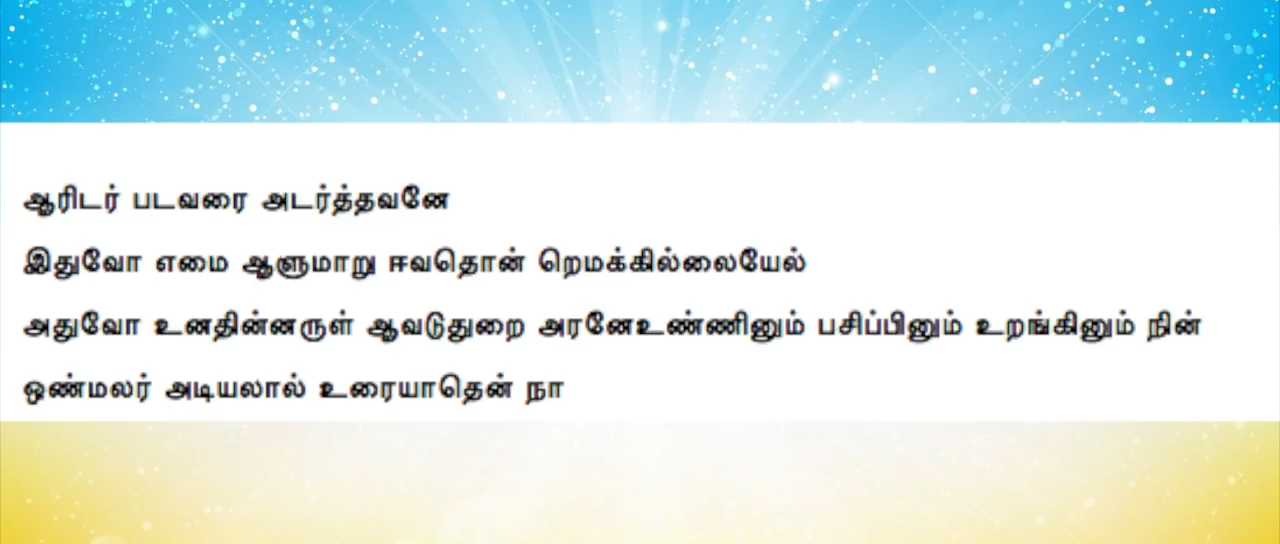 ஆரிடர் படவரை அடர்த்தவனே
இதுவோ எமை ஆளுமாறு ஈவதொன் றெமக்கில்லையேல்
அதுவோ உனதின்னருள் ஆவடுதுறை அரனேஉண்ணினும் பசிப்பினும் உறங்கினும் நின்
ஒண்மலர் அடியலால் உரையாதென் நா